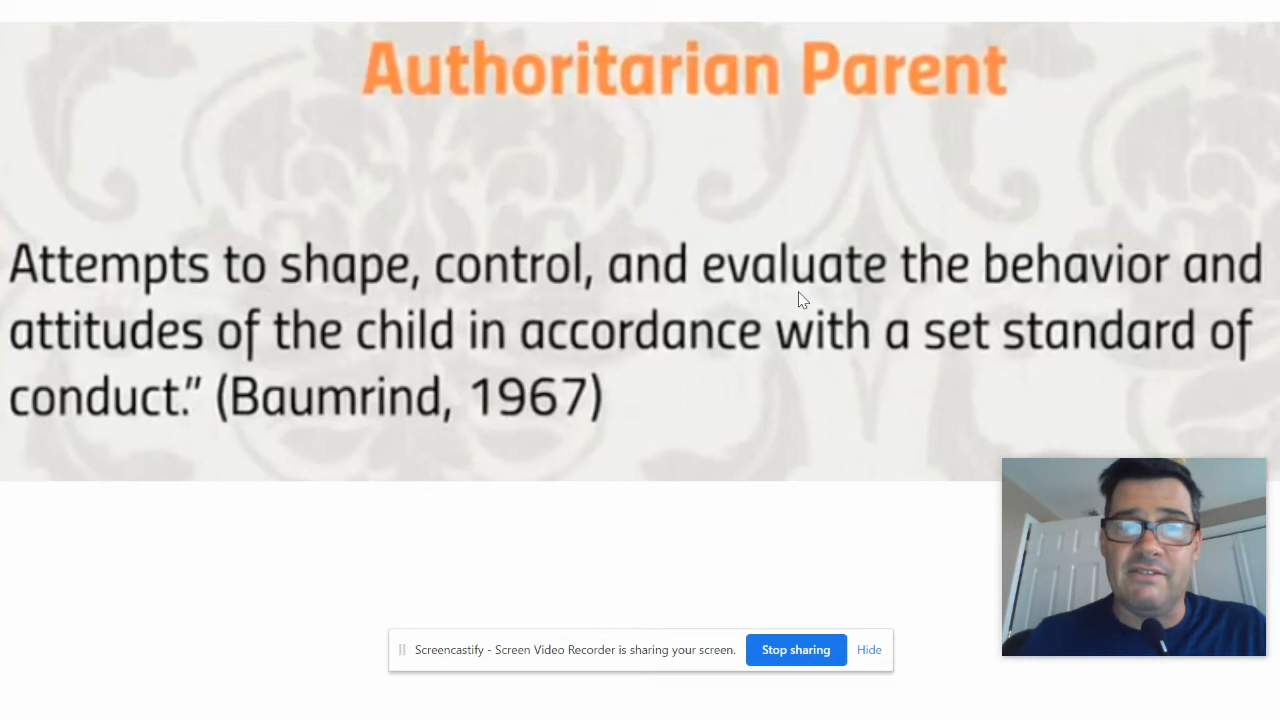 Authoritarian Parent
Attempts to shape, control, and evaluate the behavior and
attitudes of the child in accordance with a set standard of
conduct.” (Baumrind, 1967)
Screencastify - Screen Video Recorder is sharing your screen. Stop sharing Hide